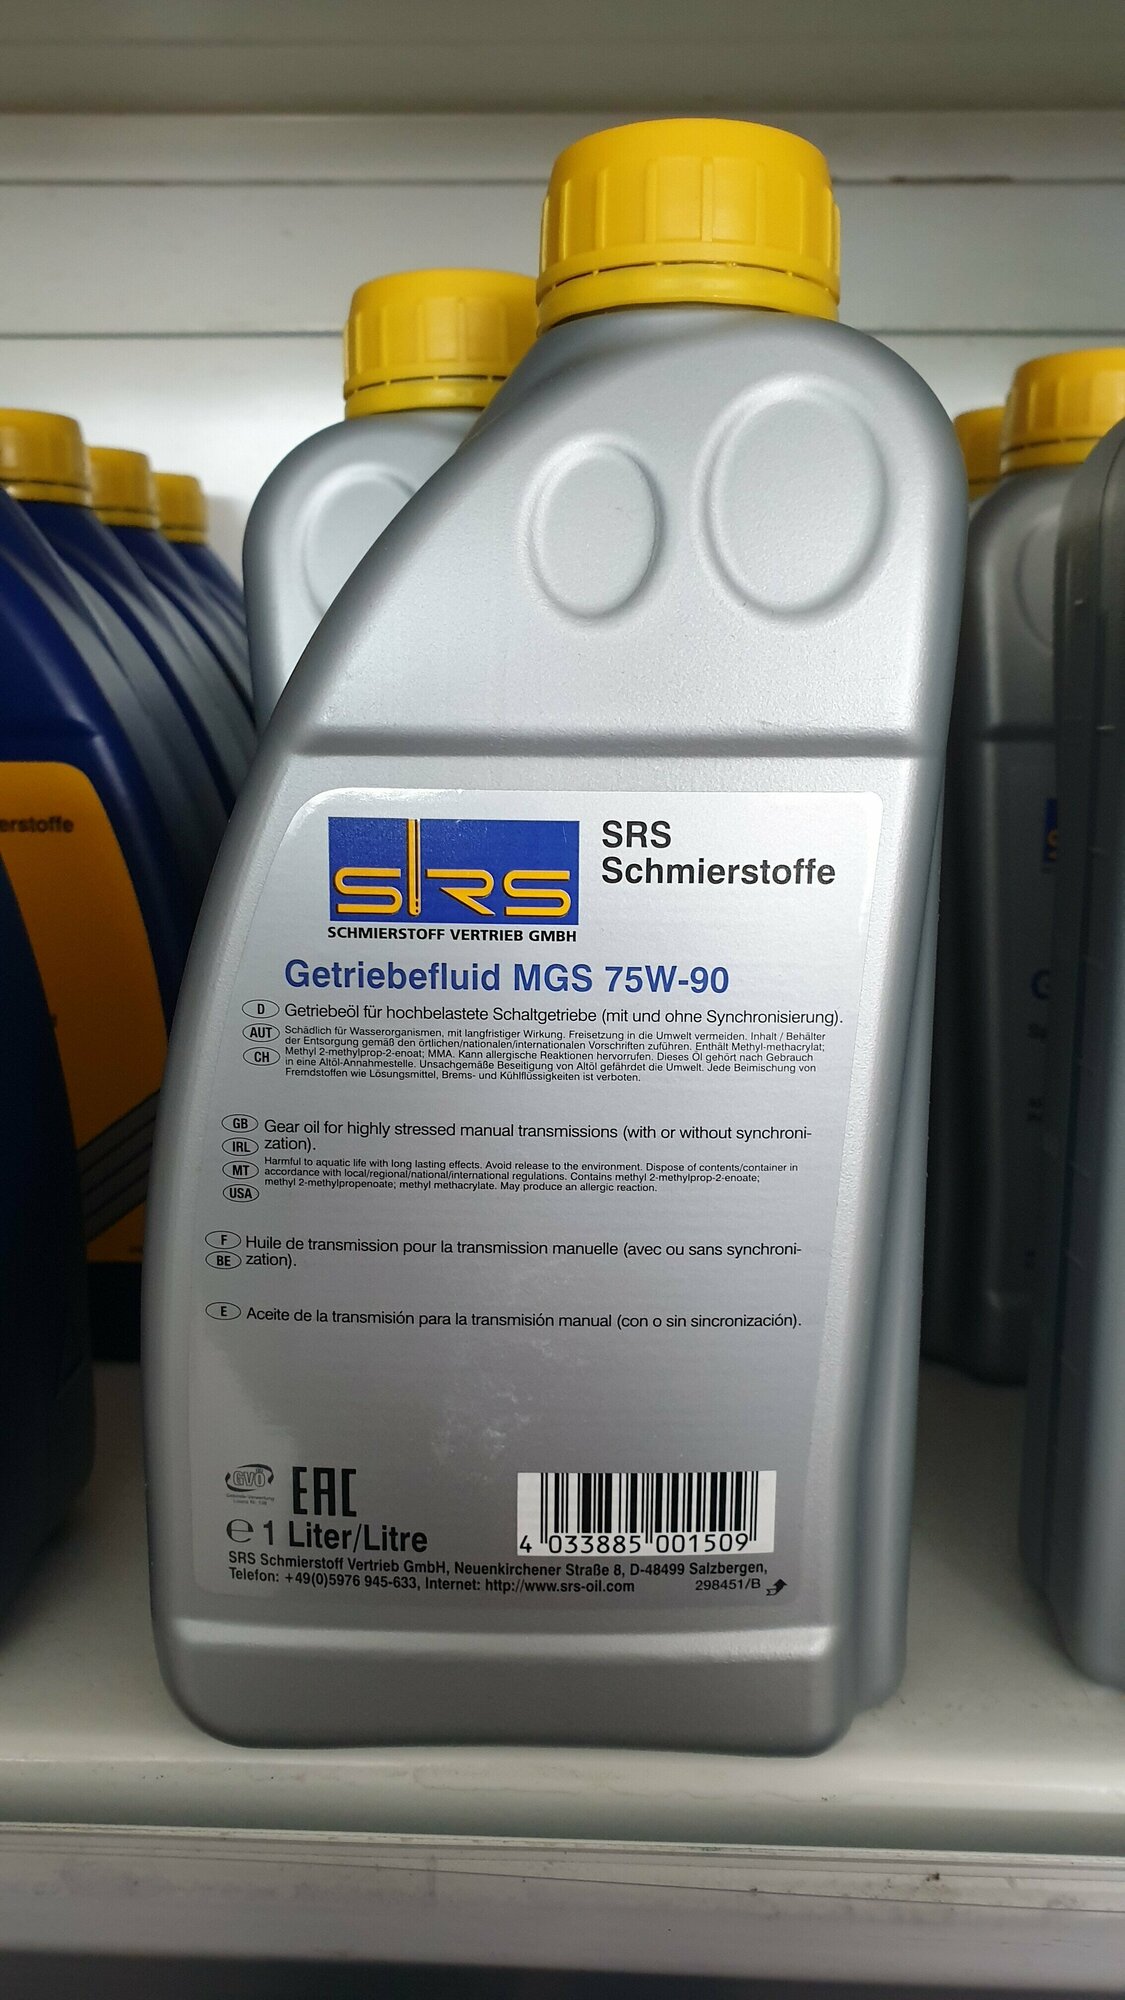 erstoffe
SRS
SCHMIERSTOFF VERTRIEB GMBH
SRS
Schmierstoffe
Getriebefluid MGS 75W-90
D Getriebeöl für hochbelastete Schaltgetriebe (mit und ohne Synchronisierung).
AUT
CH
Schädlich für Wasserorganismen, mit langfristiger Wirkung. Freisetzung in die Umwelt vermeiden. Inhalt / Behälter
der Entsorgung gemäß den örtlichen/nationalen/internationalen Vorschriften zuführen. Enthält Methyl-methacrylat;
Methyl 2-methylprop-2-enoat; MMA. Kann allergische Reaktionen hervorrufen. Dieses Öl gehört nach Gebrauch
in eine Altöl-Annahmestelle. Unsachgemäße Beseitigung von Altöl gefährdet die Umwelt. Jede Beimischung von
Fremdstoffen wie Lösungsmittel, Brems- und Kühlflüssigkeiten ist verboten.
GB Gear oil for highly stressed manual transmissions (with or without synchroni-
IRL zation).
MT
USA
Harmful to aquatic life with long lasting effects. Avoid release to the environment. Dispose of contents/container in
accordance with local/regional/national/international regulations. Contains methyl 2-methylprop-2-enoate;
methyl 2-methylpropenoate; methyl methacrylate. May produce an allergic reaction.
F Huile de transmission pour la transmission manuelle (avec ou sans synchroni-
BE zation).
E Aceite de la transmisión para la transmisión manual (con o sin sincronización).
GVÖ
EAC
e 1 Liter/Litre
4 033885 001509
SRS Schmierstoff Vertrieb GmbH, Neuenkirchener Straße 8, D-48499 Salzbergen,
Telefon: +49(0)5976 945-633, Internet: http://www.srs-oil.com 298451/B